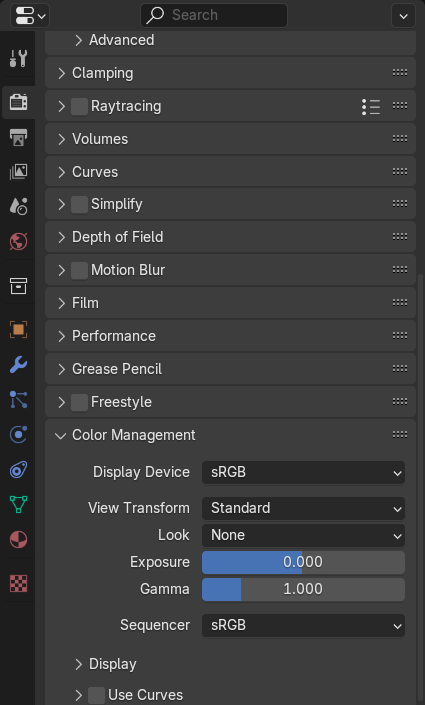 Search
Advanced
Clamping
Raytracing
Volumes
Curves
Simplify
Depth of Field
Motion Blur
Film
Performance
Grease Pencil
Freestyle
Color Management
Display Device sRGB
View Transform Standard
Look None
Exposure 0.000
Gamma 1.000
Sequencer sRGB
Display
Use Curves